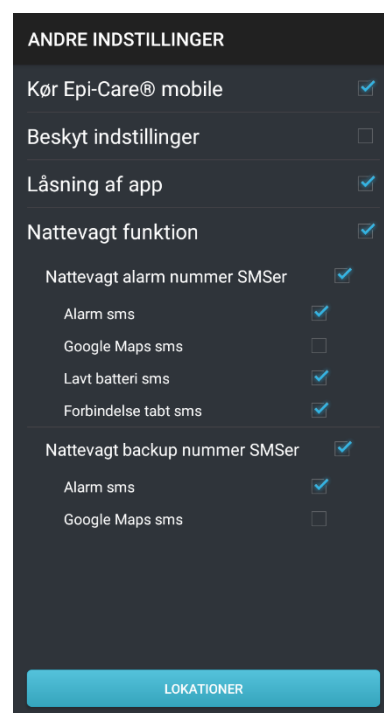 ANDRE INDSTILLINGER
Kør Epi-Care® mobile
Beskyt indstillinger
Låsning af app
Nattevagt funktion
Nattevagt alarm nummer SMSer
Alarm sms
Google Maps sms
Lavt batteri sms
Forbindelse tabt sms
Nattevagt backup nummer SMSer
Alarm sms
Google Maps sms
LOKATIONER